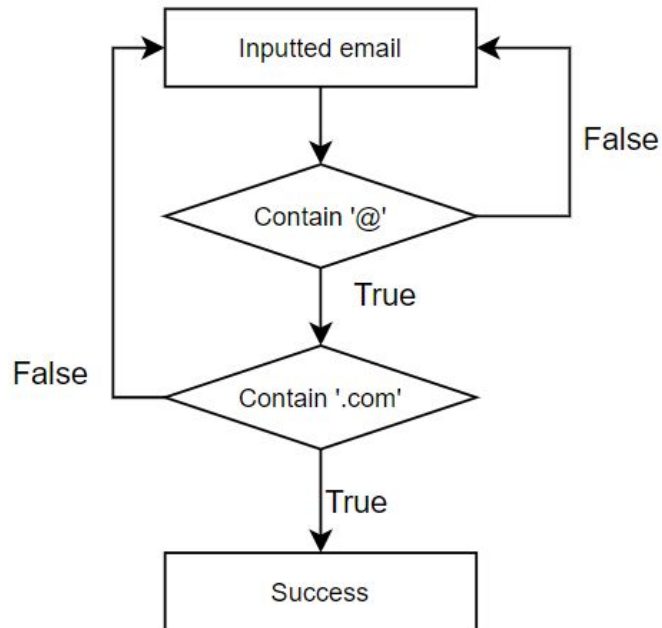 Inputted email
False
Contain '@'
True
False
Contain '.com'
True
Success